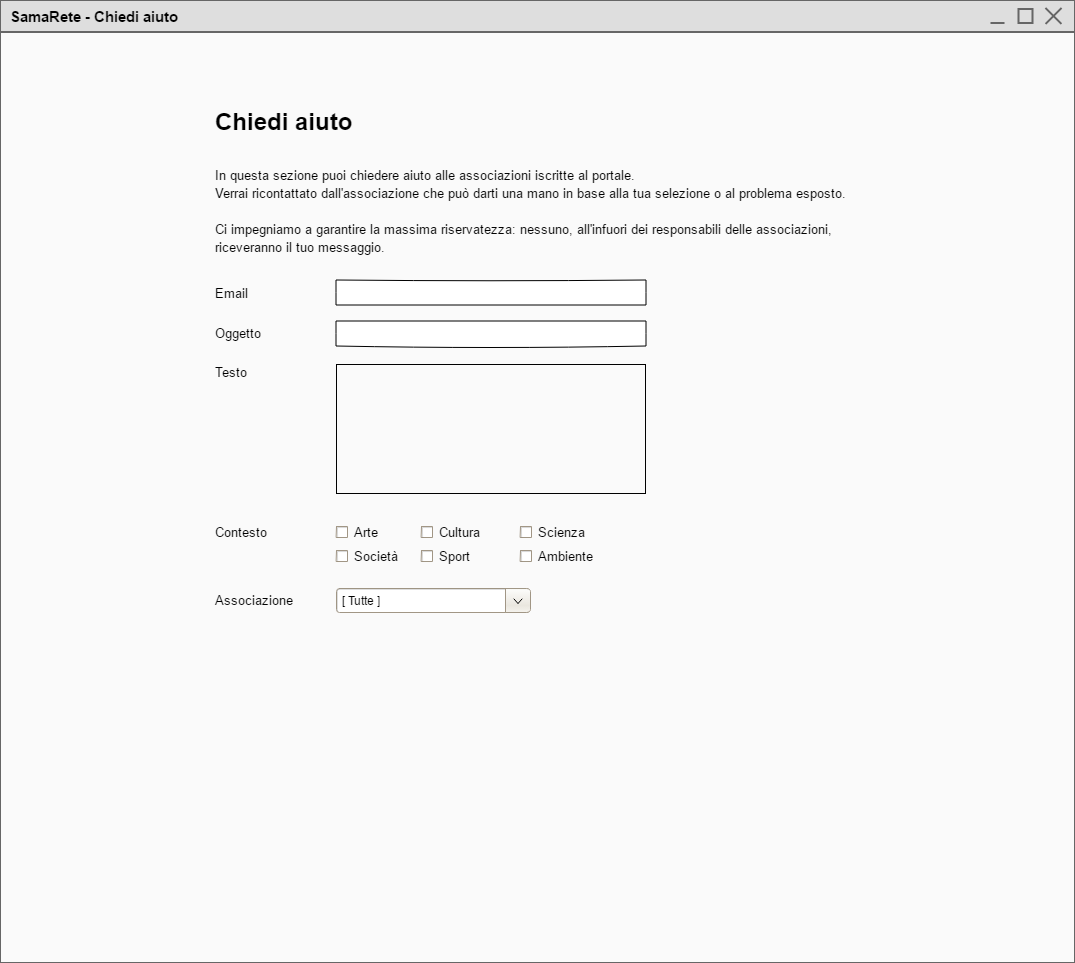 SamaRete - Chiedi aiuto
Chiedi aiuto
In questa sezione puoi chiedere aiuto alle associazioni iscritte al portale.
Verrai ricontattato dall'associazione che può darti una mano in base alla tua selezione o al problema esposto.
Ci impegniamo a garantire la massima riservatezza: nessuno, all'infuori dei responsabili delle associazioni,
riceveranno il tuo messaggio.
Email
Oggetto
Testo
Contesto Arte Cultura Scienza
Società Sport Ambiente
Associazione [ Tutte ]